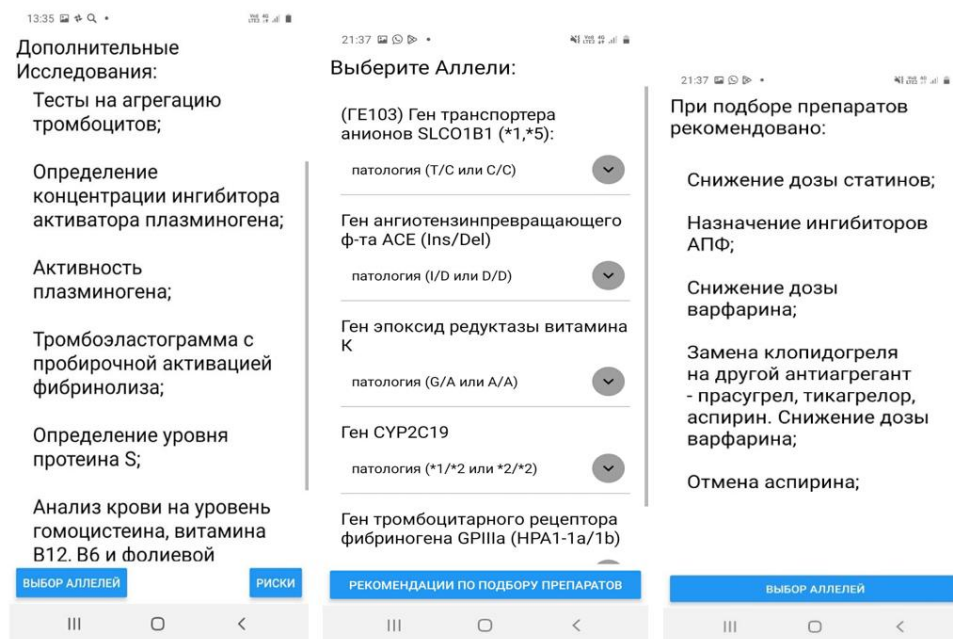 13:35
Дополнительные
Исследования:
Тесты на агрегацию
тромбоцитов;
Определение
концентрации ингибитора
активатора плазминогена;
Активность
плазминогена;
Тромбоэластограмма с
пробирочной активацией
фибринолиза;
Определение уровня
протеина S;
Анализ крови на уровень
гомоцистеина, витамина
B12, B6 и фолиевой
ВЫБОР АЛЛЕЛЕЙ
РИСКИ
21:37
Выберите Аллели:
(ГЕ103) Ген транспортера
анионов SLCO1B1 (*1,*5):
патология (T/C или C/C)
Ген ангиотензинпревращающего
ф-та ACE (Ins/Del)
патология (I/D или D/D)
Ген эпоксид редуктазы витамина
К
патология (G/A или A/A)
Ген CYP2C19
патология (*1/*2 или *2/*2)
Ген тромбоцитарного рецептора
фибриногена GPIIIa (HPA1-1a/1b)
РЕКОМЕНДАЦИИ ПО ПОДБОРУ ПРЕПАРАТОВ
21:37
При подборе препаратов
рекомендовано:
Снижение дозы статинов;
Назначение ингибиторов
АПФ;
Снижение дозы
варфарина;
Замена клопидогреля
на другой антиагрегант
- прасугрел, тикагрелор,
аспирин. Снижение дозы
варфарина;
Отмена аспирина;
ВЫБОР АЛЛЕЛЕЙ